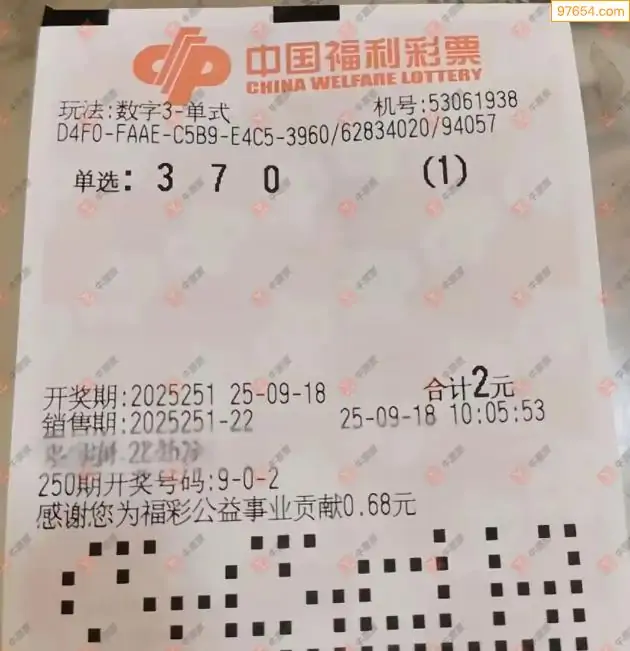 97654.com
中国福利彩票
CHINA WELFARE LOTTERY
玩法:数字3-单式 机号:53061938
D4F0-FAAE-C5B9-E4C5-3960/62834020/94057
单选: 3 7 0 (1)
开奖期:2025251 25-09-18 合计2元
销售期:2025251-22 25-09-18 10:05:53
250期开奖号码:9-0-2
感谢您为福彩公益事业贡献0.68元